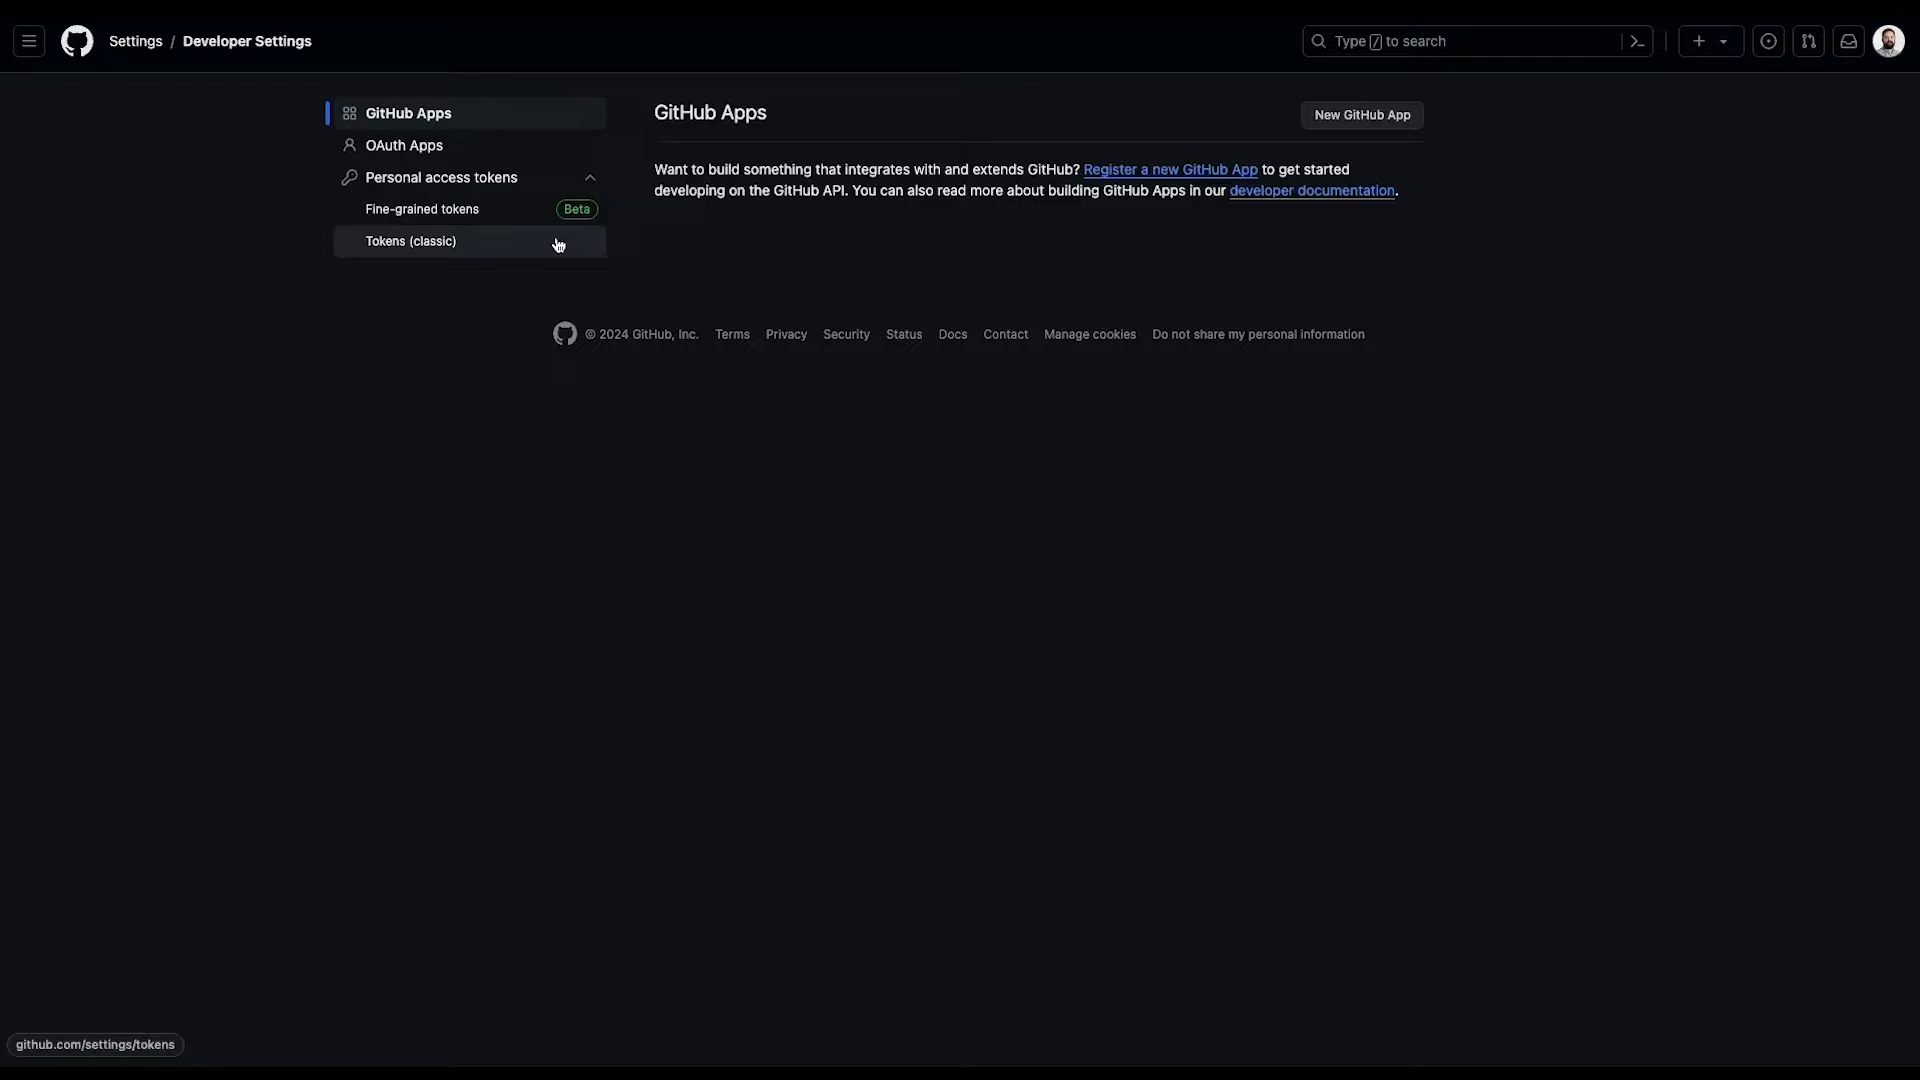 Settings / Developer Settings
Type / to search
GitHub Apps
OAuth Apps
Personal access tokens
Fine-grained tokens Beta
Tokens (classic)
GitHub Apps
New GitHub App
Want to build something that integrates with and extends GitHub? Register a new GitHub App to get started
developing on the GitHub API. You can also read more about building GitHub Apps in our developer documentation.
© 2024 GitHub, Inc. Terms Privacy Security Status Docs Contact Manage cookies Do not share my personal information
github.com/settings/tokens